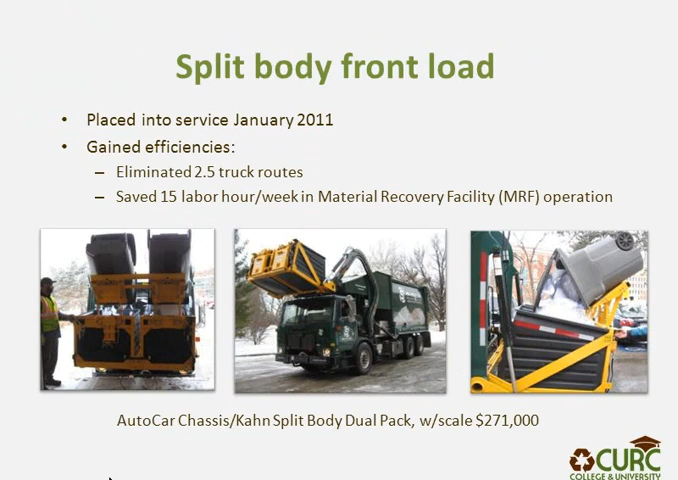 Split body front load
• Placed into service January 2011
• Gained efficiencies:
– Eliminated 2.5 truck routes
– Saved 15 labor hour/week in Material Recovery Facility (MRF) operation
AutoCar Chassis/Kahn Split Body Dual Pack, w/scale $271,000
CURC
COLLEGE & UNIVERSITY